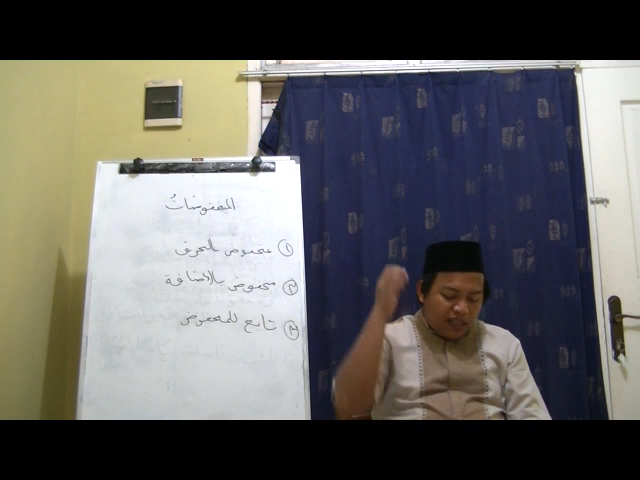 المخفوضاتُ
١ مخفوض بالحرف
٢ مخفوض بالاضافة
٣ تابع للمخفوض